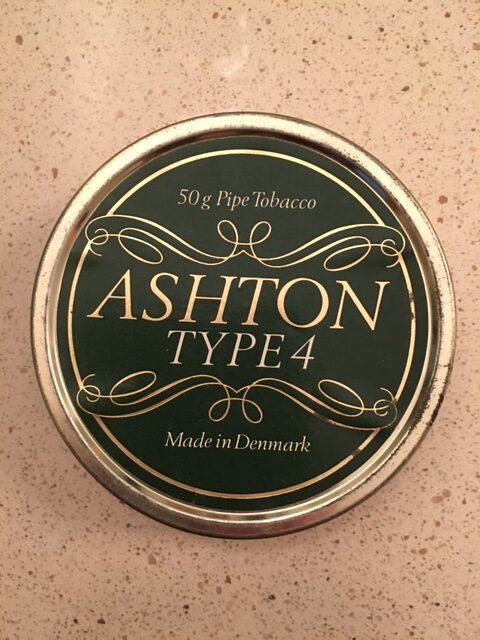 50 g Pipe Tobacco
ASHTON
TYPE 4
Made in Denmark